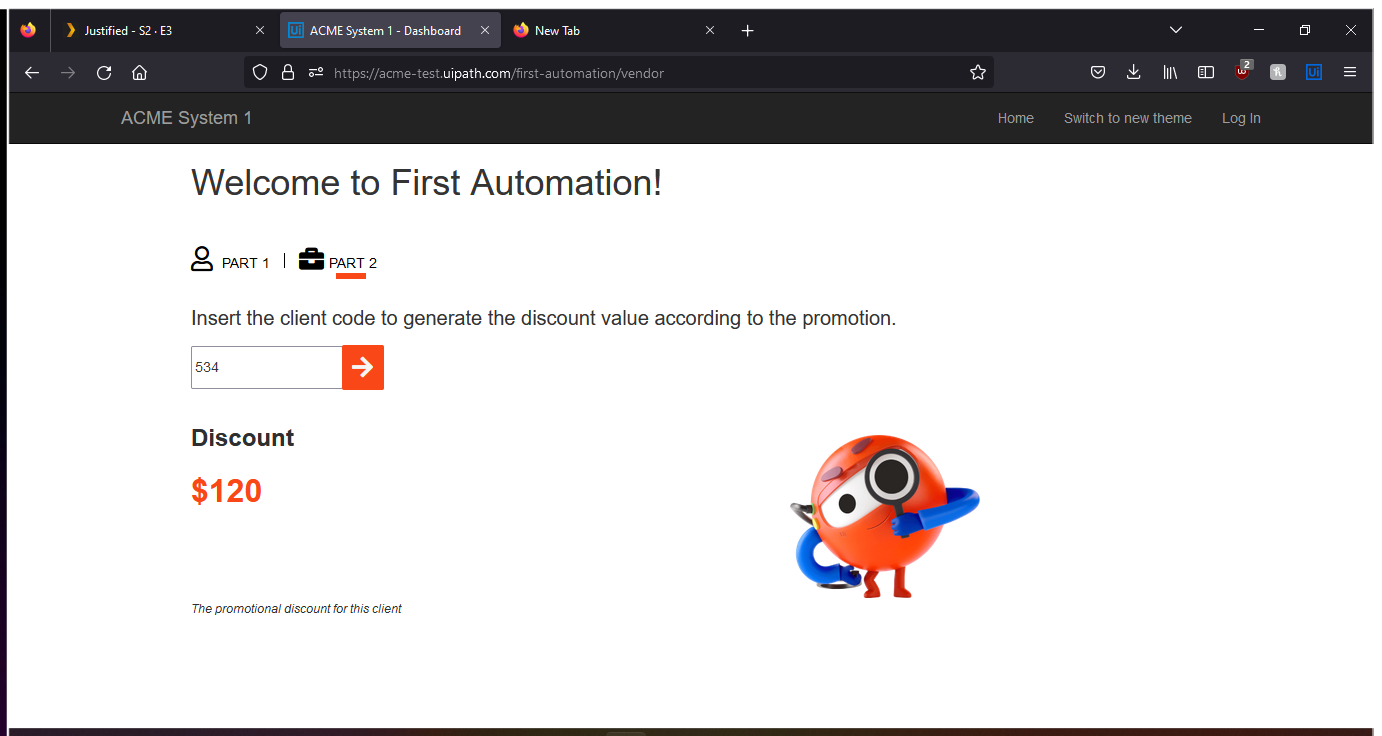 Justified - S2 · E3
Ui ACME System 1 - Dashboard
New Tab
https://acme-test.uipath.com/first-automation/vendor
2
Ui
ACME System 1
Home
Switch to new theme
Log In
Welcome to First Automation!
PART 1 | PART 2
Insert the client code to generate the discount value according to the promotion.
534
Discount
$120
The promotional discount for this client